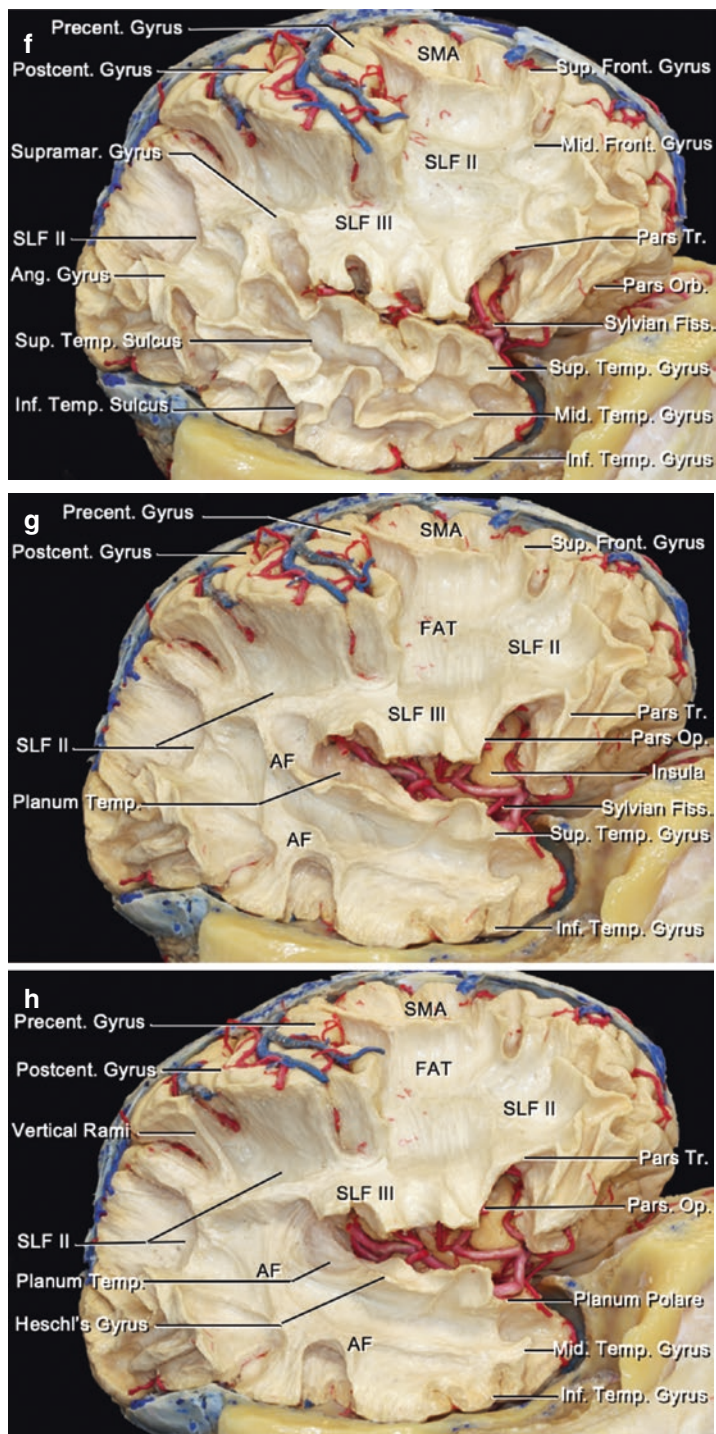 f
Precent. Gyrus
SMA
Postcent. Gyrus
Sup. Front. Gyrus
Supramar. Gyrus
Mid. Front. Gyrus
SLF II
SLF III
SLF II
Pars Tr.
Ang. Gyrus
Pars Orb.
Sylvian Fiss.
Sup. Temp. Sulcus
Sup. Temp. Gyrus
Inf. Temp. Sulcus
Mid. Temp. Gyrus
Inf. Temp. Gyrus
g
Precent. Gyrus
SMA
Postcent. Gyrus
Sup. Front. Gyrus
FAT
SLF II
SLF III
Pars Tr.
Pars Op.
SLF II
AF
Insula
Planum Temp.
Sylvian Fiss.
AF
Sup. Temp. Gyrus
Inf. Temp. Gyrus
h
Precent. Gyrus
SMA
Postcent. Gyrus
FAT
SLF II
Vertical Rami
Pars Tr.
SLF III
Pars. Op.
SLF II
AF
Planum Temp.
Planum Polare
Heschl's Gyrus
AF
Mid. Temp. Gyrus
Inf. Temp. Gyrus